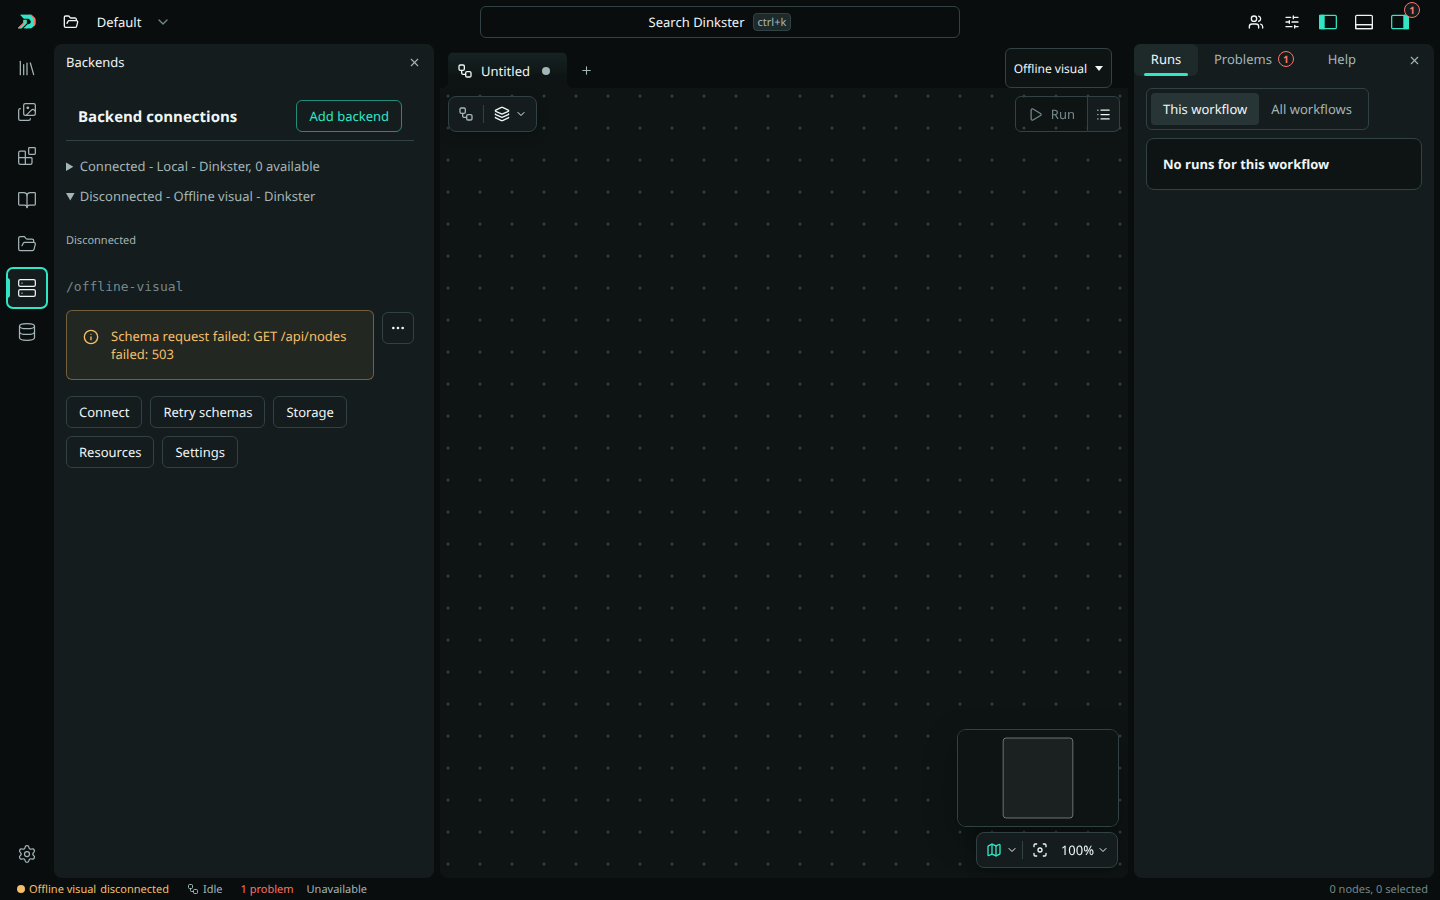 Default
Search Dinkster ctrl+k
1
Backends
Backend connections
Add backend
Connected - Local - Dinkster, 0 available
Disconnected - Offline visual - Dinkster
Disconnected
/offline-visual
Schema request failed: GET /api/nodes
failed: 503
Connect
Retry schemas
Storage
Resources
Settings
Untitled
Offline visual
Run
100%
Runs
Problems 1
Help
This workflow
All workflows
No runs for this workflow
Offline visual disconnected
Idle
1 problem
Unavailable
0 nodes, 0 selected